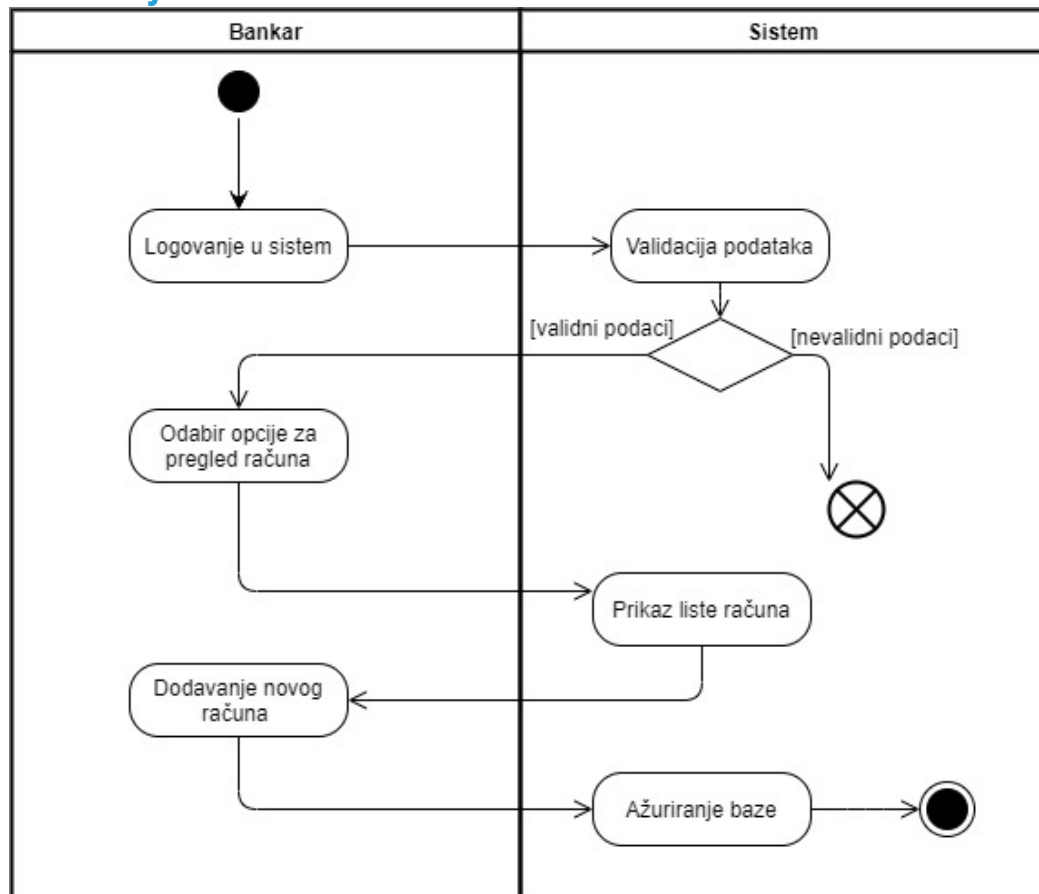 Bankar
Sistem
Logovanje u sistem
Validacija podataka
[validni podaci]
[nevalidni podaci]
Odabir opcije za
pregled računa
Prikaz liste računa
Dodavanje novog
računa
Ažuriranje baze